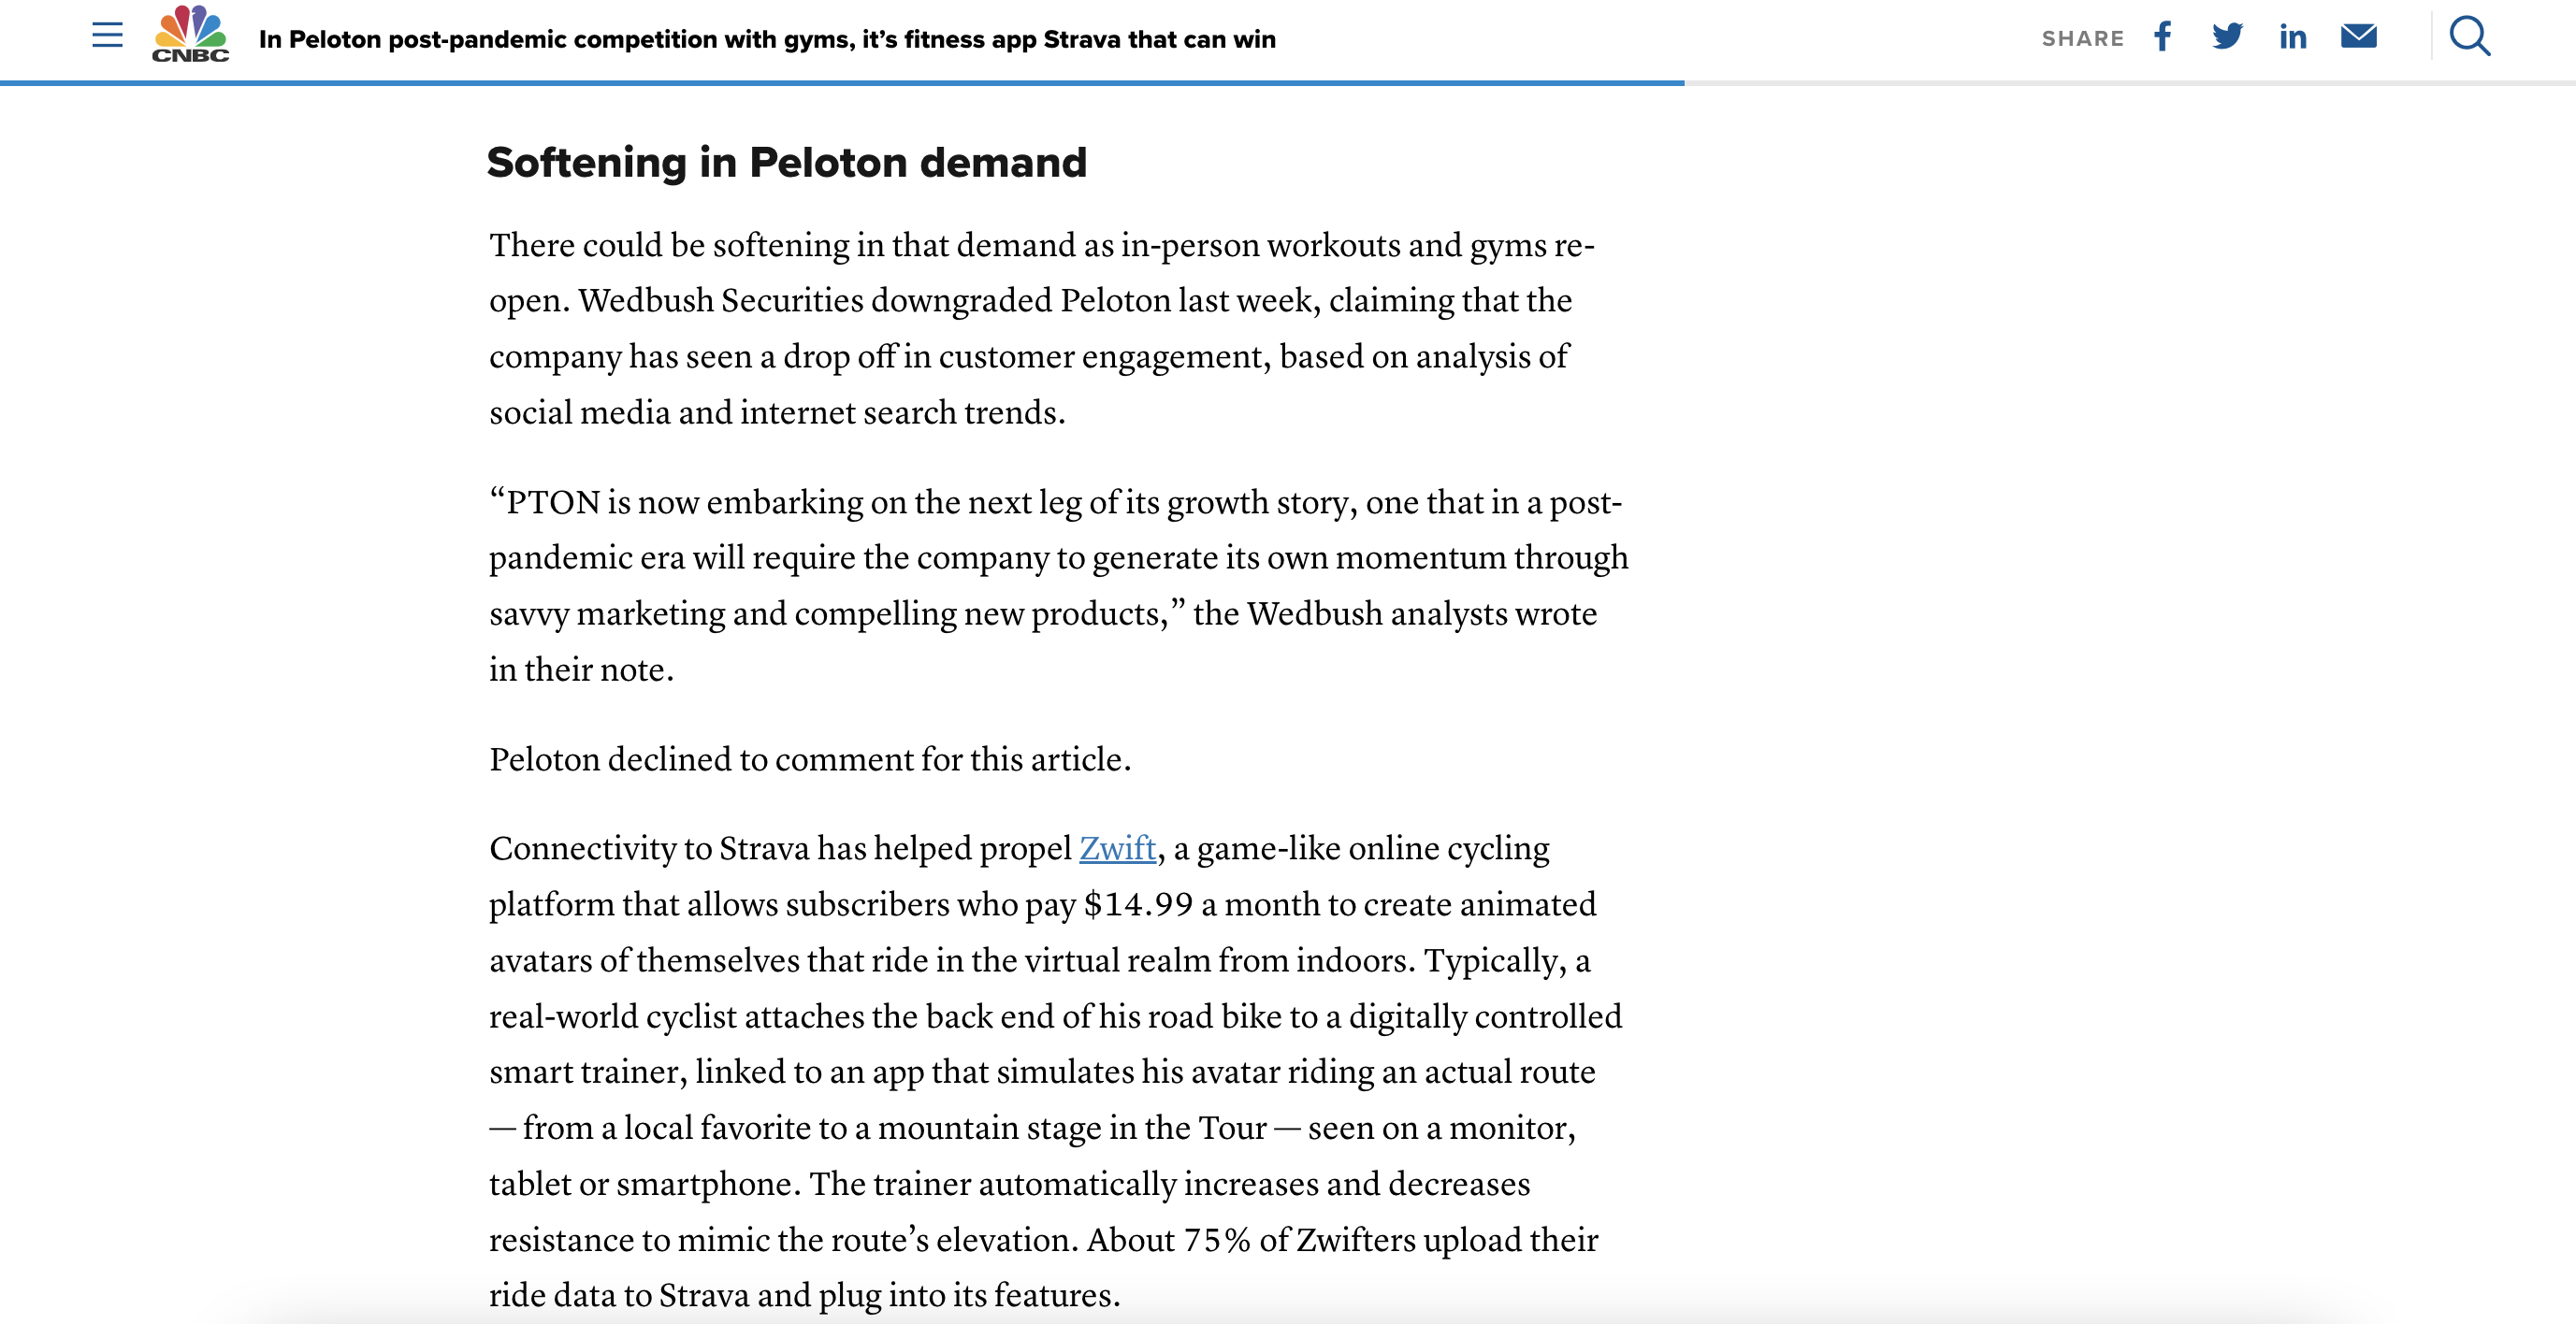 CNBC
In Peloton post-pandemic competition with gyms, it’s fitness app Strava that can win
SHARE
Softening in Peloton demand
There could be softening in that demand as in-person workouts and gyms re-
open. Wedbush Securities downgraded Peloton last week, claiming that the
company has seen a drop off in customer engagement, based on analysis of
social media and internet search trends.
“PTON is now embarking on the next leg of its growth story, one that in a post-
pandemic era will require the company to generate its own momentum through
savvy marketing and compelling new products,” the Wedbush analysts wrote
in their note.
Peloton declined to comment for this article.
Connectivity to Strava has helped propel Zwift, a game-like online cycling
platform that allows subscribers who pay $14.99 a month to create animated
avatars of themselves that ride in the virtual realm from indoors. Typically, a
real-world cyclist attaches the back end of his road bike to a digitally controlled
smart trainer, linked to an app that simulates his avatar riding an actual route
— from a local favorite to a mountain stage in the Tour — seen on a monitor,
tablet or smartphone. The trainer automatically increases and decreases
resistance to mimic the route’s elevation. About 75% of Zwifters upload their
ride data to Strava and plug into its features.